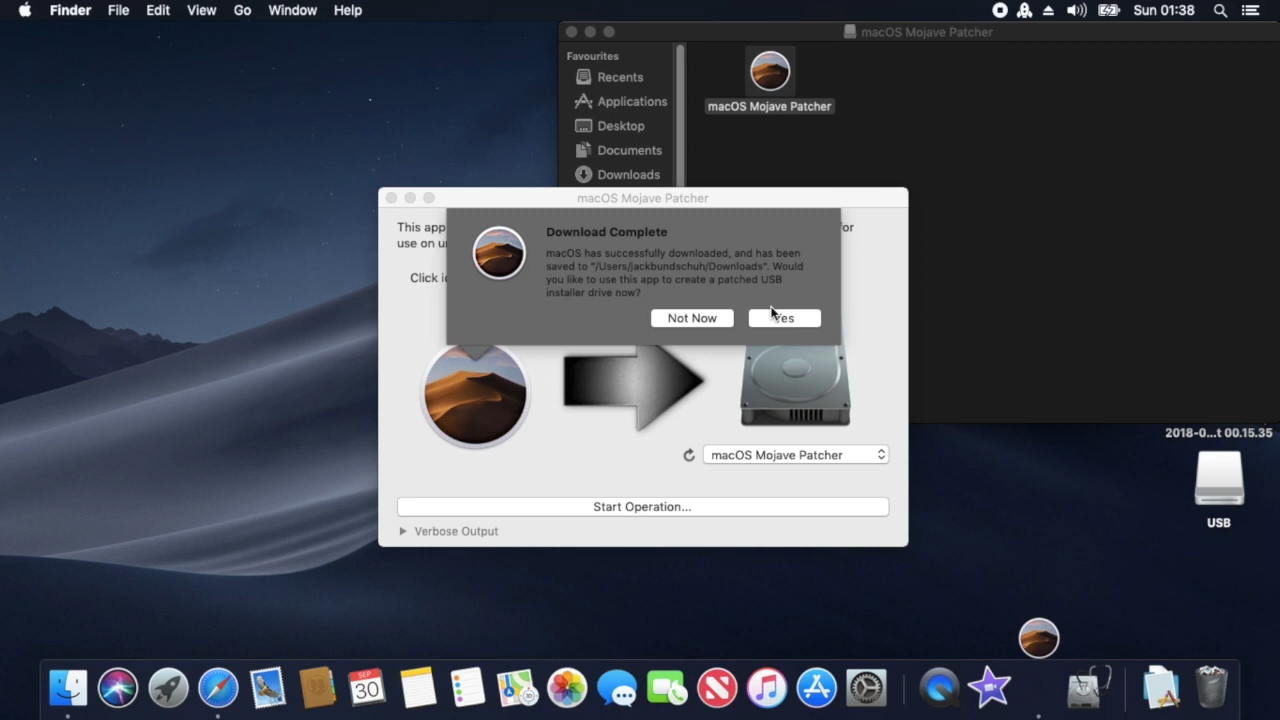 Finder File Edit View Go Window Help
Sun 01:38
macOS Mojave Patcher
Favourites
Recents
Applications
Desktop
Documents
Downloads
macOS Mojave Patcher
macOS Mojave Patcher
This app
for
use on u
Click i
Download Complete
macOS has successfully downloaded, and has been
saved to "/Users/jackbundschuh/Downloads". Would
you like to use this app to create a patched USB
installer drive now?
Not Now
Yes
macOS Mojave Patcher
Start Operation...
Verbose Output
2018-0...t 00.15.35
USB
SEP
30